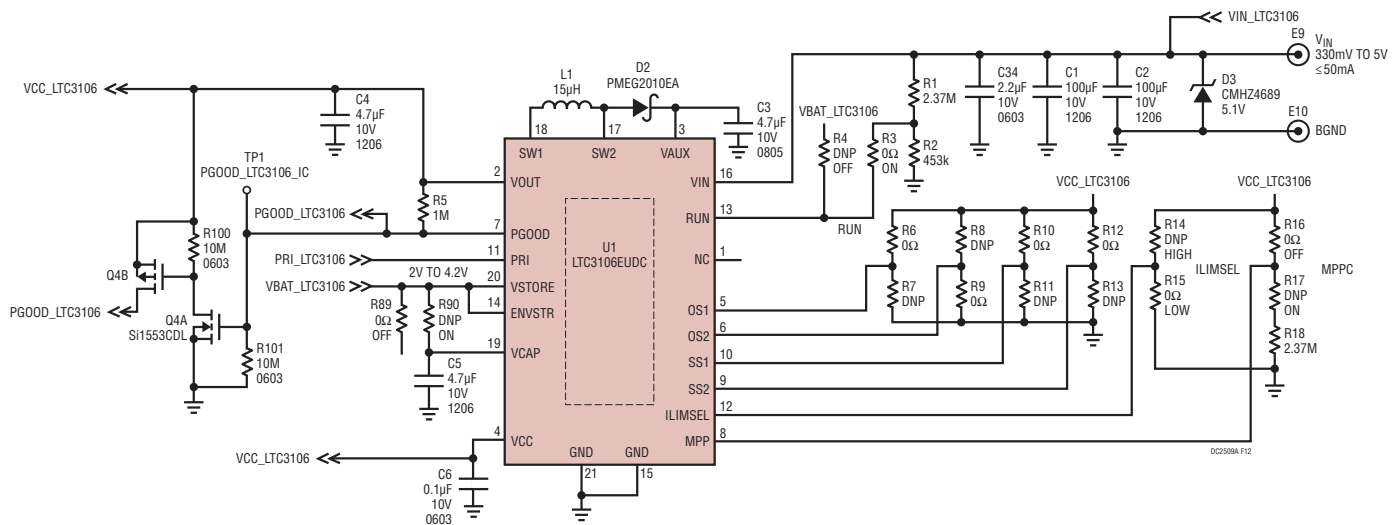 VIN_LTC3106
E9
VIN
330mV TO 5V
≤50mA
VCC_LTC3106
C4
4.7µF
10V
1206
L1
15µH
D2
PMEG2010EA
C3
4.7µF
10V
0805
VBAT_LTC3106
R4
DNP
OFF
R3
0Ω
ON
R1
2.37M
R2
453k
C34
2.2µF
10V
0603
C1
100µF
10V
1206
C2
100µF
10V
1206
D3
CMHZ4689
5.1V
E10
BGND
TP1
PGOOD_LTC3106_IC
PGOOD_LTC3106
R5
1M
R100
10M
0603
Q4B
PGOOD_LTC3106
Q4A
Si1553CDL
R101
10M
0603
PRI_LTC3106
VBAT_LTC3106
2V TO 4.2V
R89
0Ω
OFF
R90
DNP
ON
C5
4.7µF
10V
1206
VCC_LTC3106
C6
0.1µF
10V
0603
18
17
3
SW1
SW2
VAUX
2
VOUT
7
PGOOD
11
PRI
20
VSTORE
14
ENVSTR
19
VCAP
4
VCC
U1
LTC3106EUDC
GND
GND
21
15
VIN
16
RUN
13
RUN
NC
1
OS1
5
OS2
6
SS1
10
SS2
9
ILIMSEL
12
MPP
8
VCC_LTC3106
R6
0Ω
R8
DNP
R10
0Ω
R12
0Ω
R7
DNP
R9
0Ω
R11
DNP
R13
DNP
VCC_LTC3106
R14
DNP
HIGH
R15
0Ω
LOW
ILIMSEL
R16
0Ω
OFF
R17
DNP
ON
R18
2.37M
MPPC
DC2509A F12